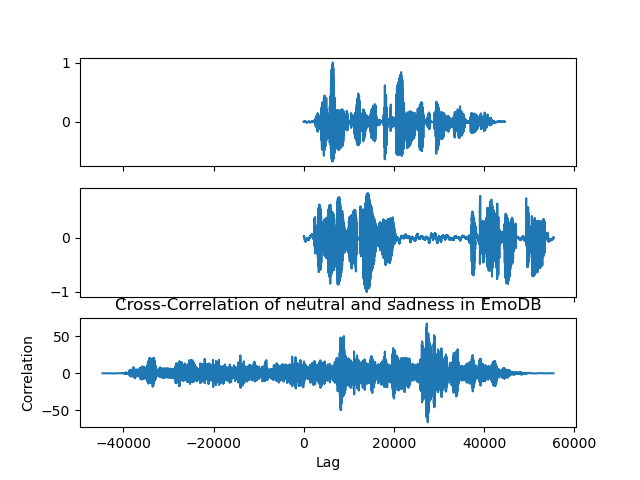 1
0
0
−1
Cross-Correlation of neutral and sadness in EmoDB
50
0
−50
Correlation
−40000 −20000 0 20000 40000 60000
Lag